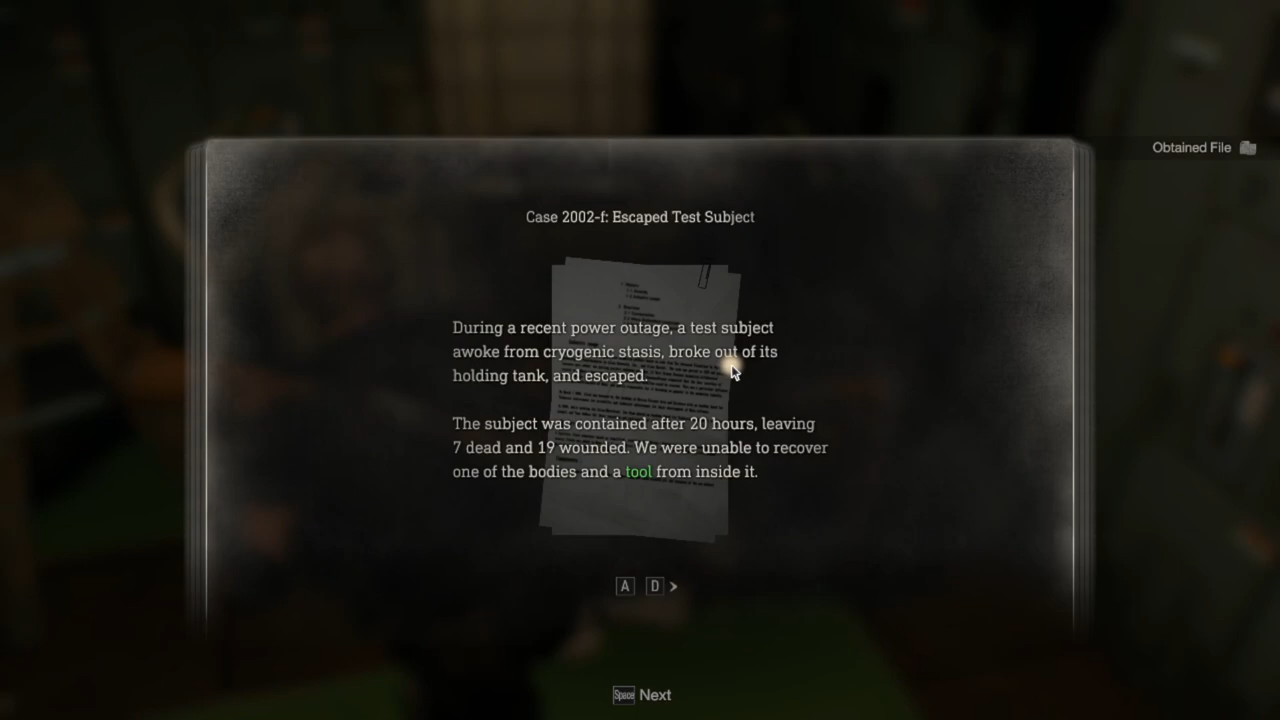 Obtained File
Case 2002-f: Escaped Test Subject
During a recent power outage, a test subject
awoke from cryogenic stasis, broke out of its
holding tank, and escaped.
The subject was contained after 20 hours, leaving
7 dead and 19 wounded. We were unable to recover
one of the bodies and a tool from inside it.
A D >
Space Next